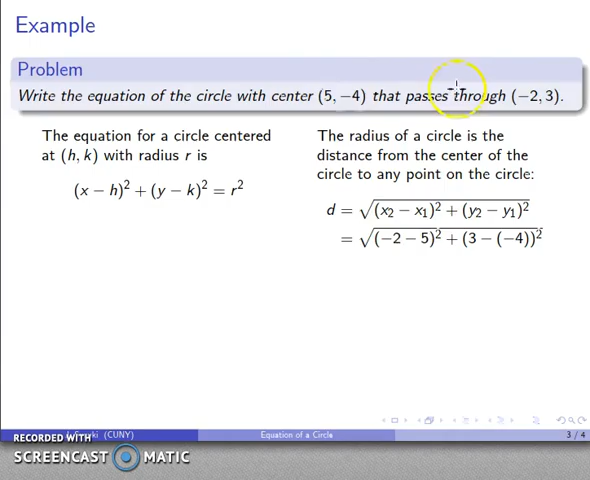 Example
Problem
Write the equation of the circle with center (5, −4) that passes through (−2, 3).
The equation for a circle centered
at (h, k) with radius r is
(x − h)² + (y − k)² = r²
The radius of a circle is the
distance from the center of the
circle to any point on the circle:
d = √(x₂ − x₁)² + (y₂ − y₁)²
= √(−2 − 5)² + (3 − (−4))²
(CUNY)
Equation of a Circle
3 / 4
RECORDED WITH
SCREENCAST MATIC